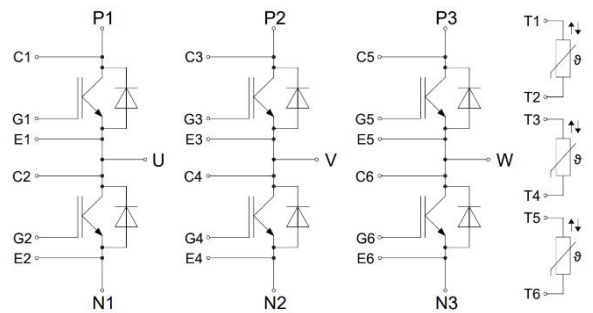 P1 P2 P3
C1 C3 C5 T1
ϑ
G1 G3 G5 T2
T3
E1 E3 E5
U V W
ϑ
C2 C4 C6
T4
T5
G2 G4 G6
ϑ
E2 E4 E6
T6
N1 N2 N3